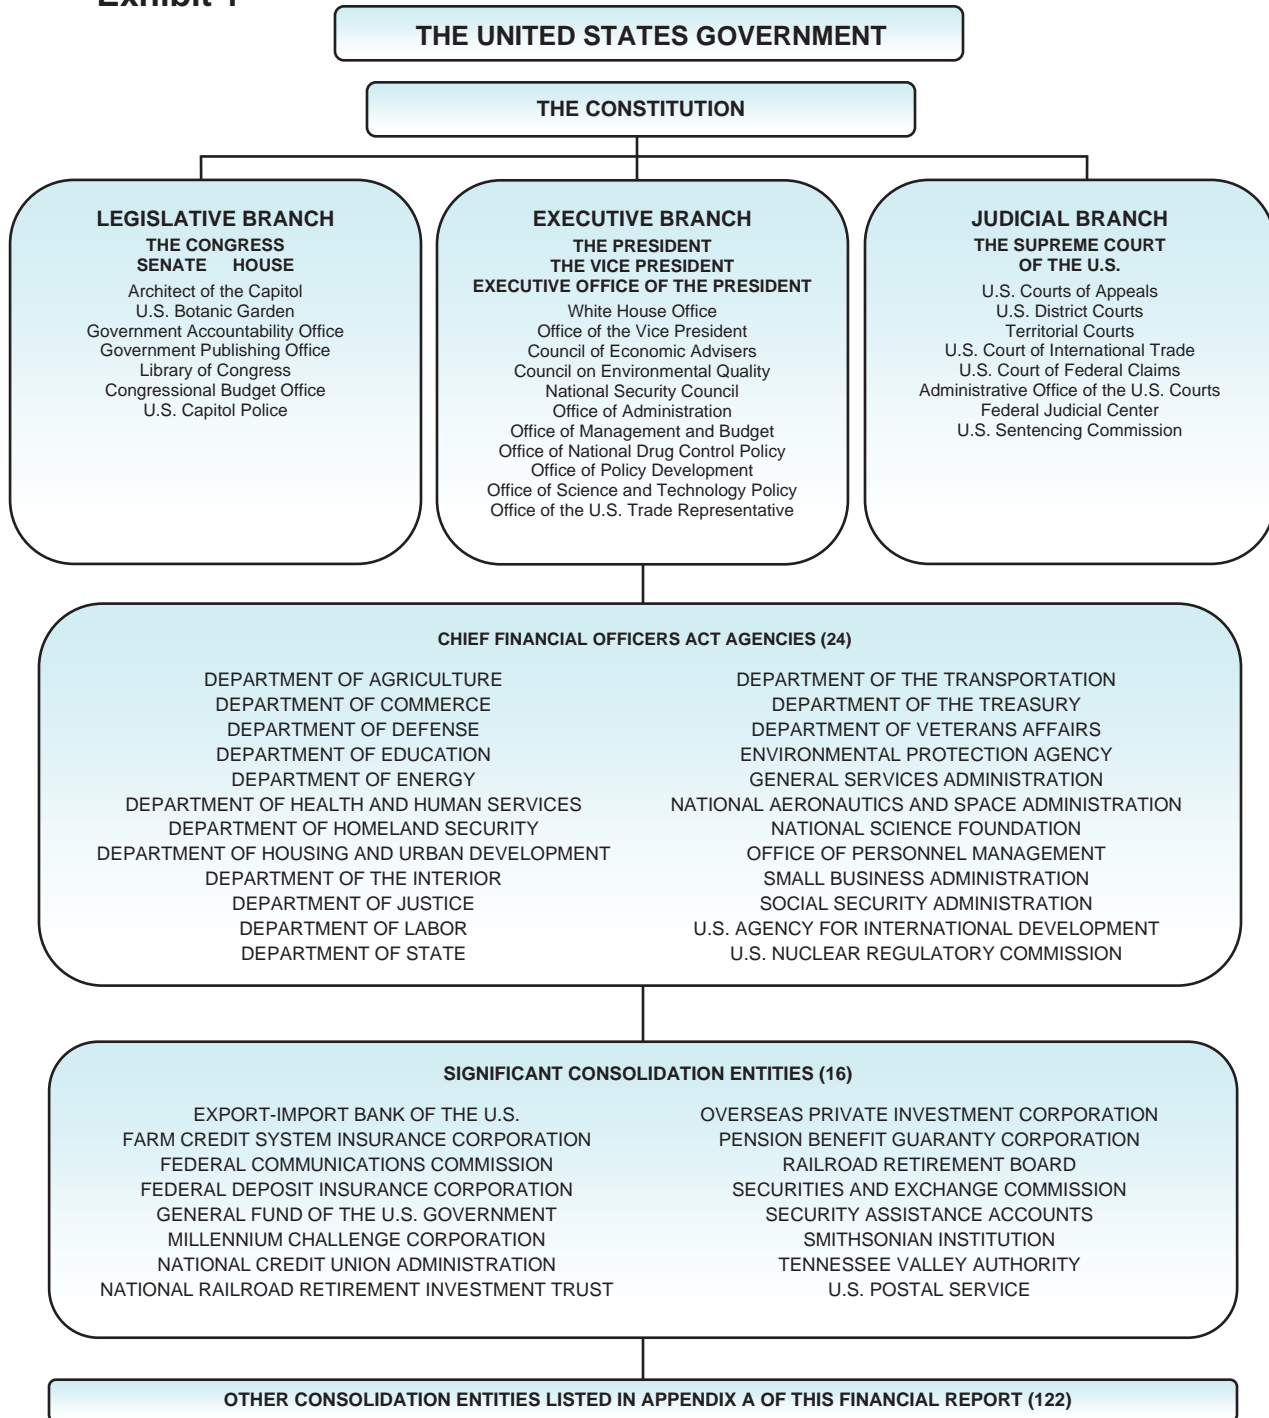 Exhibit 1
THE UNITED STATES GOVERNMENT
THE CONSTITUTION
LEGISLATIVE BRANCH
THE CONGRESS
SENATE HOUSE
Architect of the Capitol
U.S. Botanic Garden
Government Accountability Office
Government Publishing Office
Library of Congress
Congressional Budget Office
U.S. Capitol Police
EXECUTIVE BRANCH
THE PRESIDENT
THE VICE PRESIDENT
EXECUTIVE OFFICE OF THE PRESIDENT
White House Office
Office of the Vice President
Council of Economic Advisers
Council on Environmental Quality
National Security Council
Office of Administration
Office of Management and Budget
Office of National Drug Control Policy
Office of Policy Development
Office of Science and Technology Policy
Office of the U.S. Trade Representative
JUDICIAL BRANCH
THE SUPREME COURT
OF THE U.S.
U.S. Courts of Appeals
U.S. District Courts
Territorial Courts
U.S. Court of International Trade
U.S. Court of Federal Claims
Administrative Office of the U.S. Courts
Federal Judicial Center
U.S. Sentencing Commission
CHIEF FINANCIAL OFFICERS ACT AGENCIES (24)
DEPARTMENT OF AGRICULTURE
DEPARTMENT OF COMMERCE
DEPARTMENT OF DEFENSE
DEPARTMENT OF EDUCATION
DEPARTMENT OF ENERGY
DEPARTMENT OF HEALTH AND HUMAN SERVICES
DEPARTMENT OF HOMELAND SECURITY
DEPARTMENT OF HOUSING AND URBAN DEVELOPMENT
DEPARTMENT OF THE INTERIOR
DEPARTMENT OF JUSTICE
DEPARTMENT OF LABOR
DEPARTMENT OF STATE
DEPARTMENT OF THE TRANSPORTATION
DEPARTMENT OF THE TREASURY
DEPARTMENT OF VETERANS AFFAIRS
ENVIRONMENTAL PROTECTION AGENCY
GENERAL SERVICES ADMINISTRATION
NATIONAL AERONAUTICS AND SPACE ADMINISTRATION
NATIONAL SCIENCE FOUNDATION
OFFICE OF PERSONNEL MANAGEMENT
SMALL BUSINESS ADMINISTRATION
SOCIAL SECURITY ADMINISTRATION
U.S. AGENCY FOR INTERNATIONAL DEVELOPMENT
U.S. NUCLEAR REGULATORY COMMISSION
SIGNIFICANT CONSOLIDATION ENTITIES (16)
EXPORT-IMPORT BANK OF THE U.S.
FARM CREDIT SYSTEM INSURANCE CORPORATION
FEDERAL COMMUNICATIONS COMMISSION
FEDERAL DEPOSIT INSURANCE CORPORATION
GENERAL FUND OF THE U.S. GOVERNMENT
MILLENNIUM CHALLENGE CORPORATION
NATIONAL CREDIT UNION ADMINISTRATION
NATIONAL RAILROAD RETIREMENT INVESTMENT TRUST
OVERSEAS PRIVATE INVESTMENT CORPORATION
PENSION BENEFIT GUARANTY CORPORATION
RAILROAD RETIREMENT BOARD
SECURITIES AND EXCHANGE COMMISSION
SECURITY ASSISTANCE ACCOUNTS
SMITHSONIAN INSTITUTION
TENNESSEE VALLEY AUTHORITY
U.S. POSTAL SERVICE
OTHER CONSOLIDATION ENTITIES LISTED IN APPENDIX A OF THIS FINANCIAL REPORT (122)